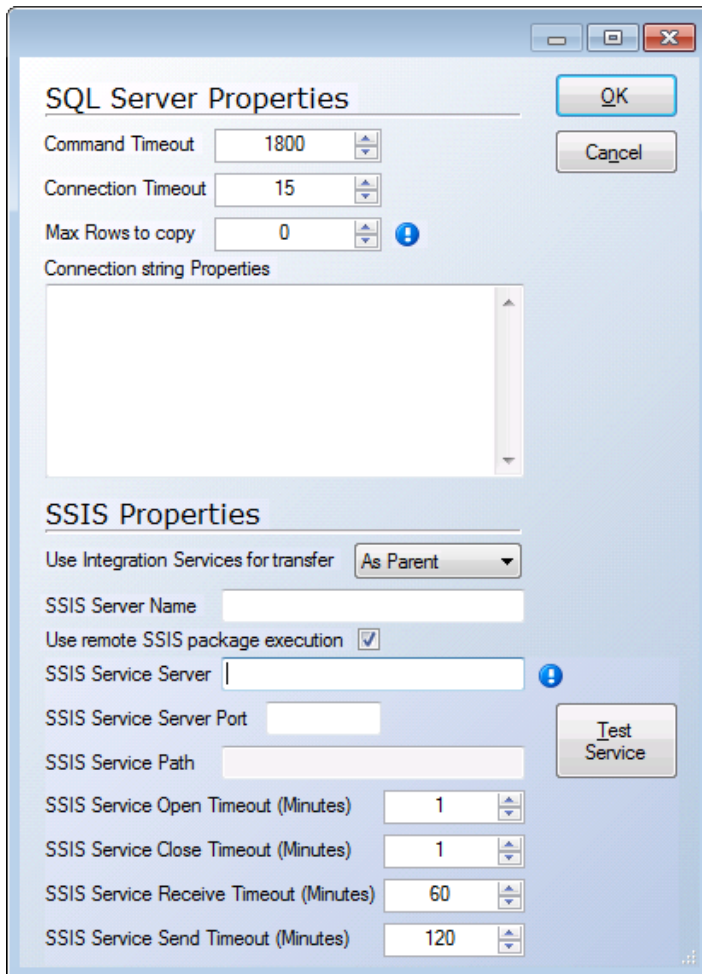 SQL Server Properties
OK
Command Timeout 1800
Cancel
Connection Timeout 15
Max Rows to copy 0
Connection string Properties
SSIS Properties
Use Integration Services for transfer As Parent
SSIS Server Name
Use remote SSIS package execution
SSIS Service Server
SSIS Service Server Port
Test
Service
SSIS Service Path
SSIS Service Open Timeout (Minutes) 1
SSIS Service Close Timeout (Minutes) 1
SSIS Service Receive Timeout (Minutes) 60
SSIS Service Send Timeout (Minutes) 120